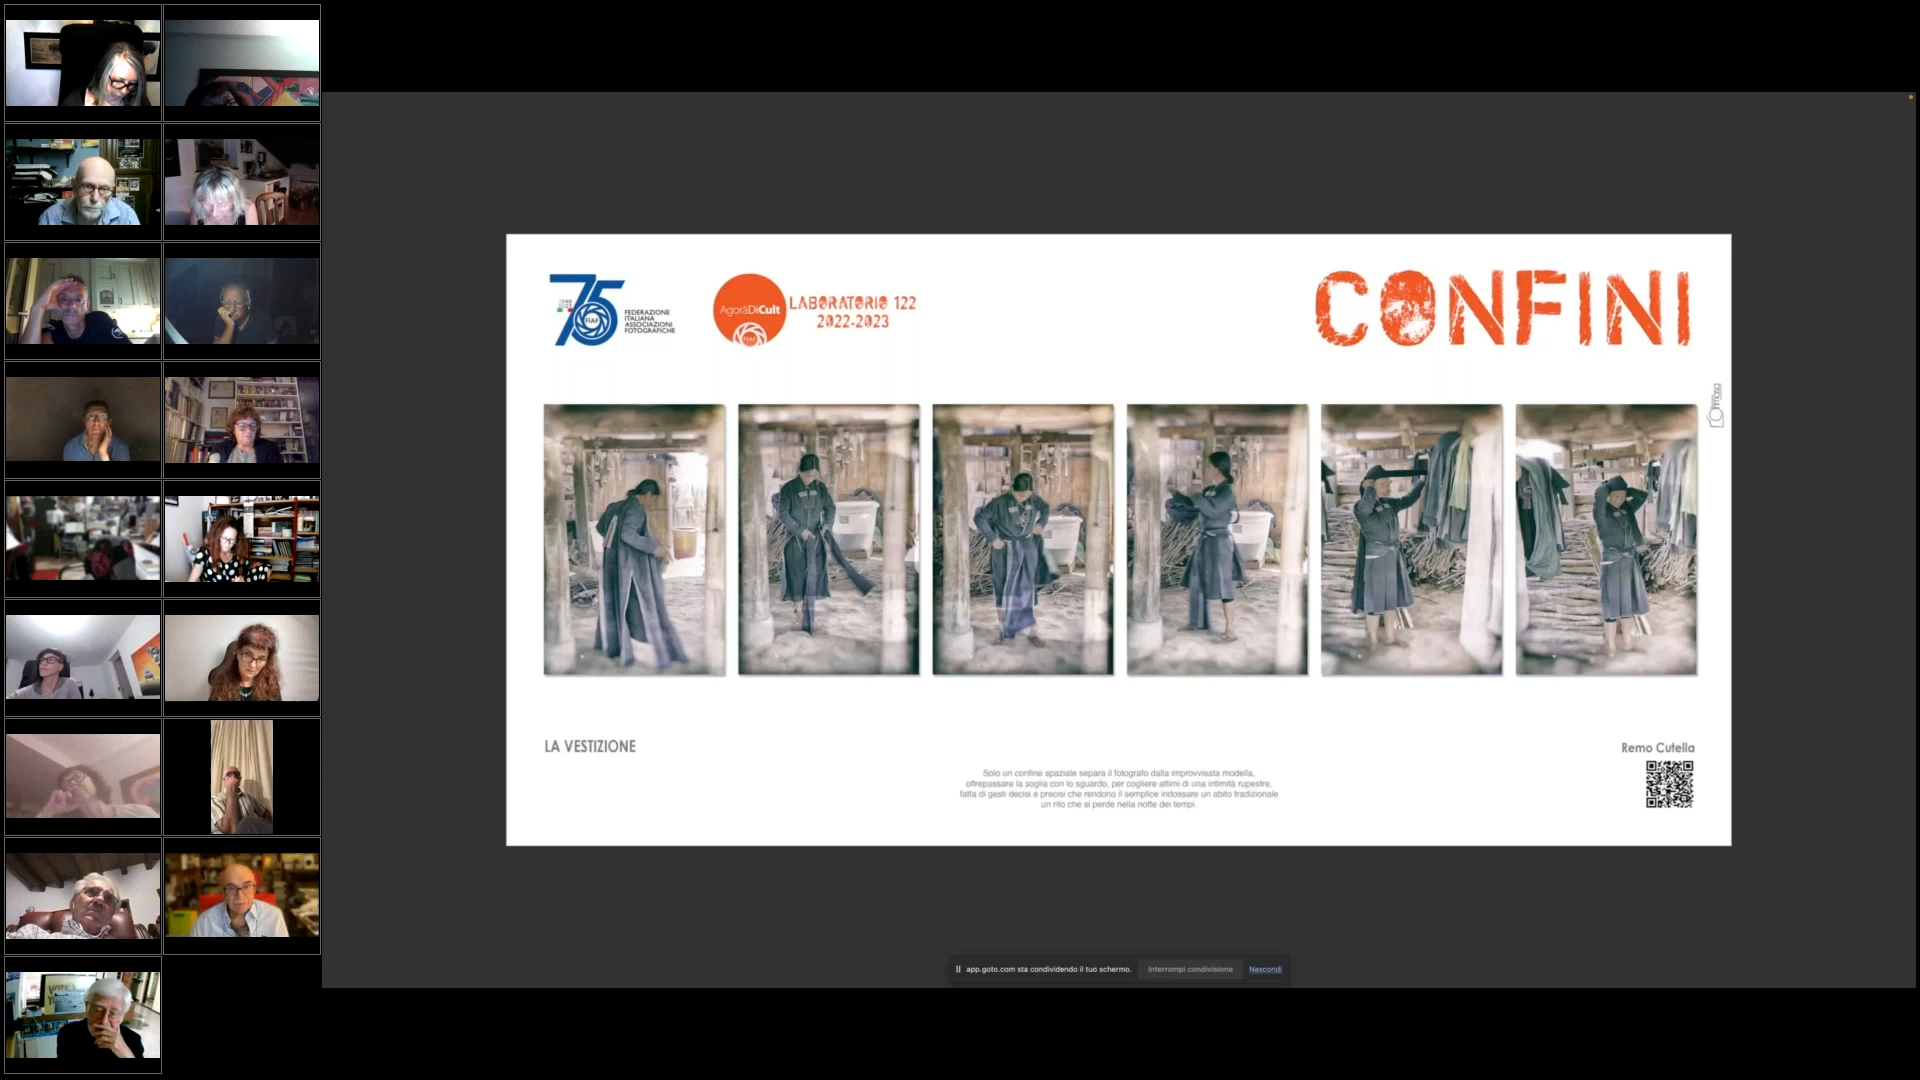 75
1948
2023
FIAF
FEDERAZIONE
ITALIANA
ASSOCIAZIONI
FOTOGRAFICHE
AgoràDiCult
FIAF
LABORATORIO 122
2022-2023
CONFINI
LA VESTIZIONE
Remo Cutella
Solo un confine spaziale separa il fotografo dalla improvvisata modella,
oltrepassare la soglia con lo sguardo, per cogliere attimi di una intimità rupestre,
fatta di gesti decisi e precisi che rendono il semplice indossare un abito tradizionale
un rito che si perde nella notte dei tempi.
app.goto.com sta condividendo il tuo schermo.
Interrompi condivisione
Nascondi